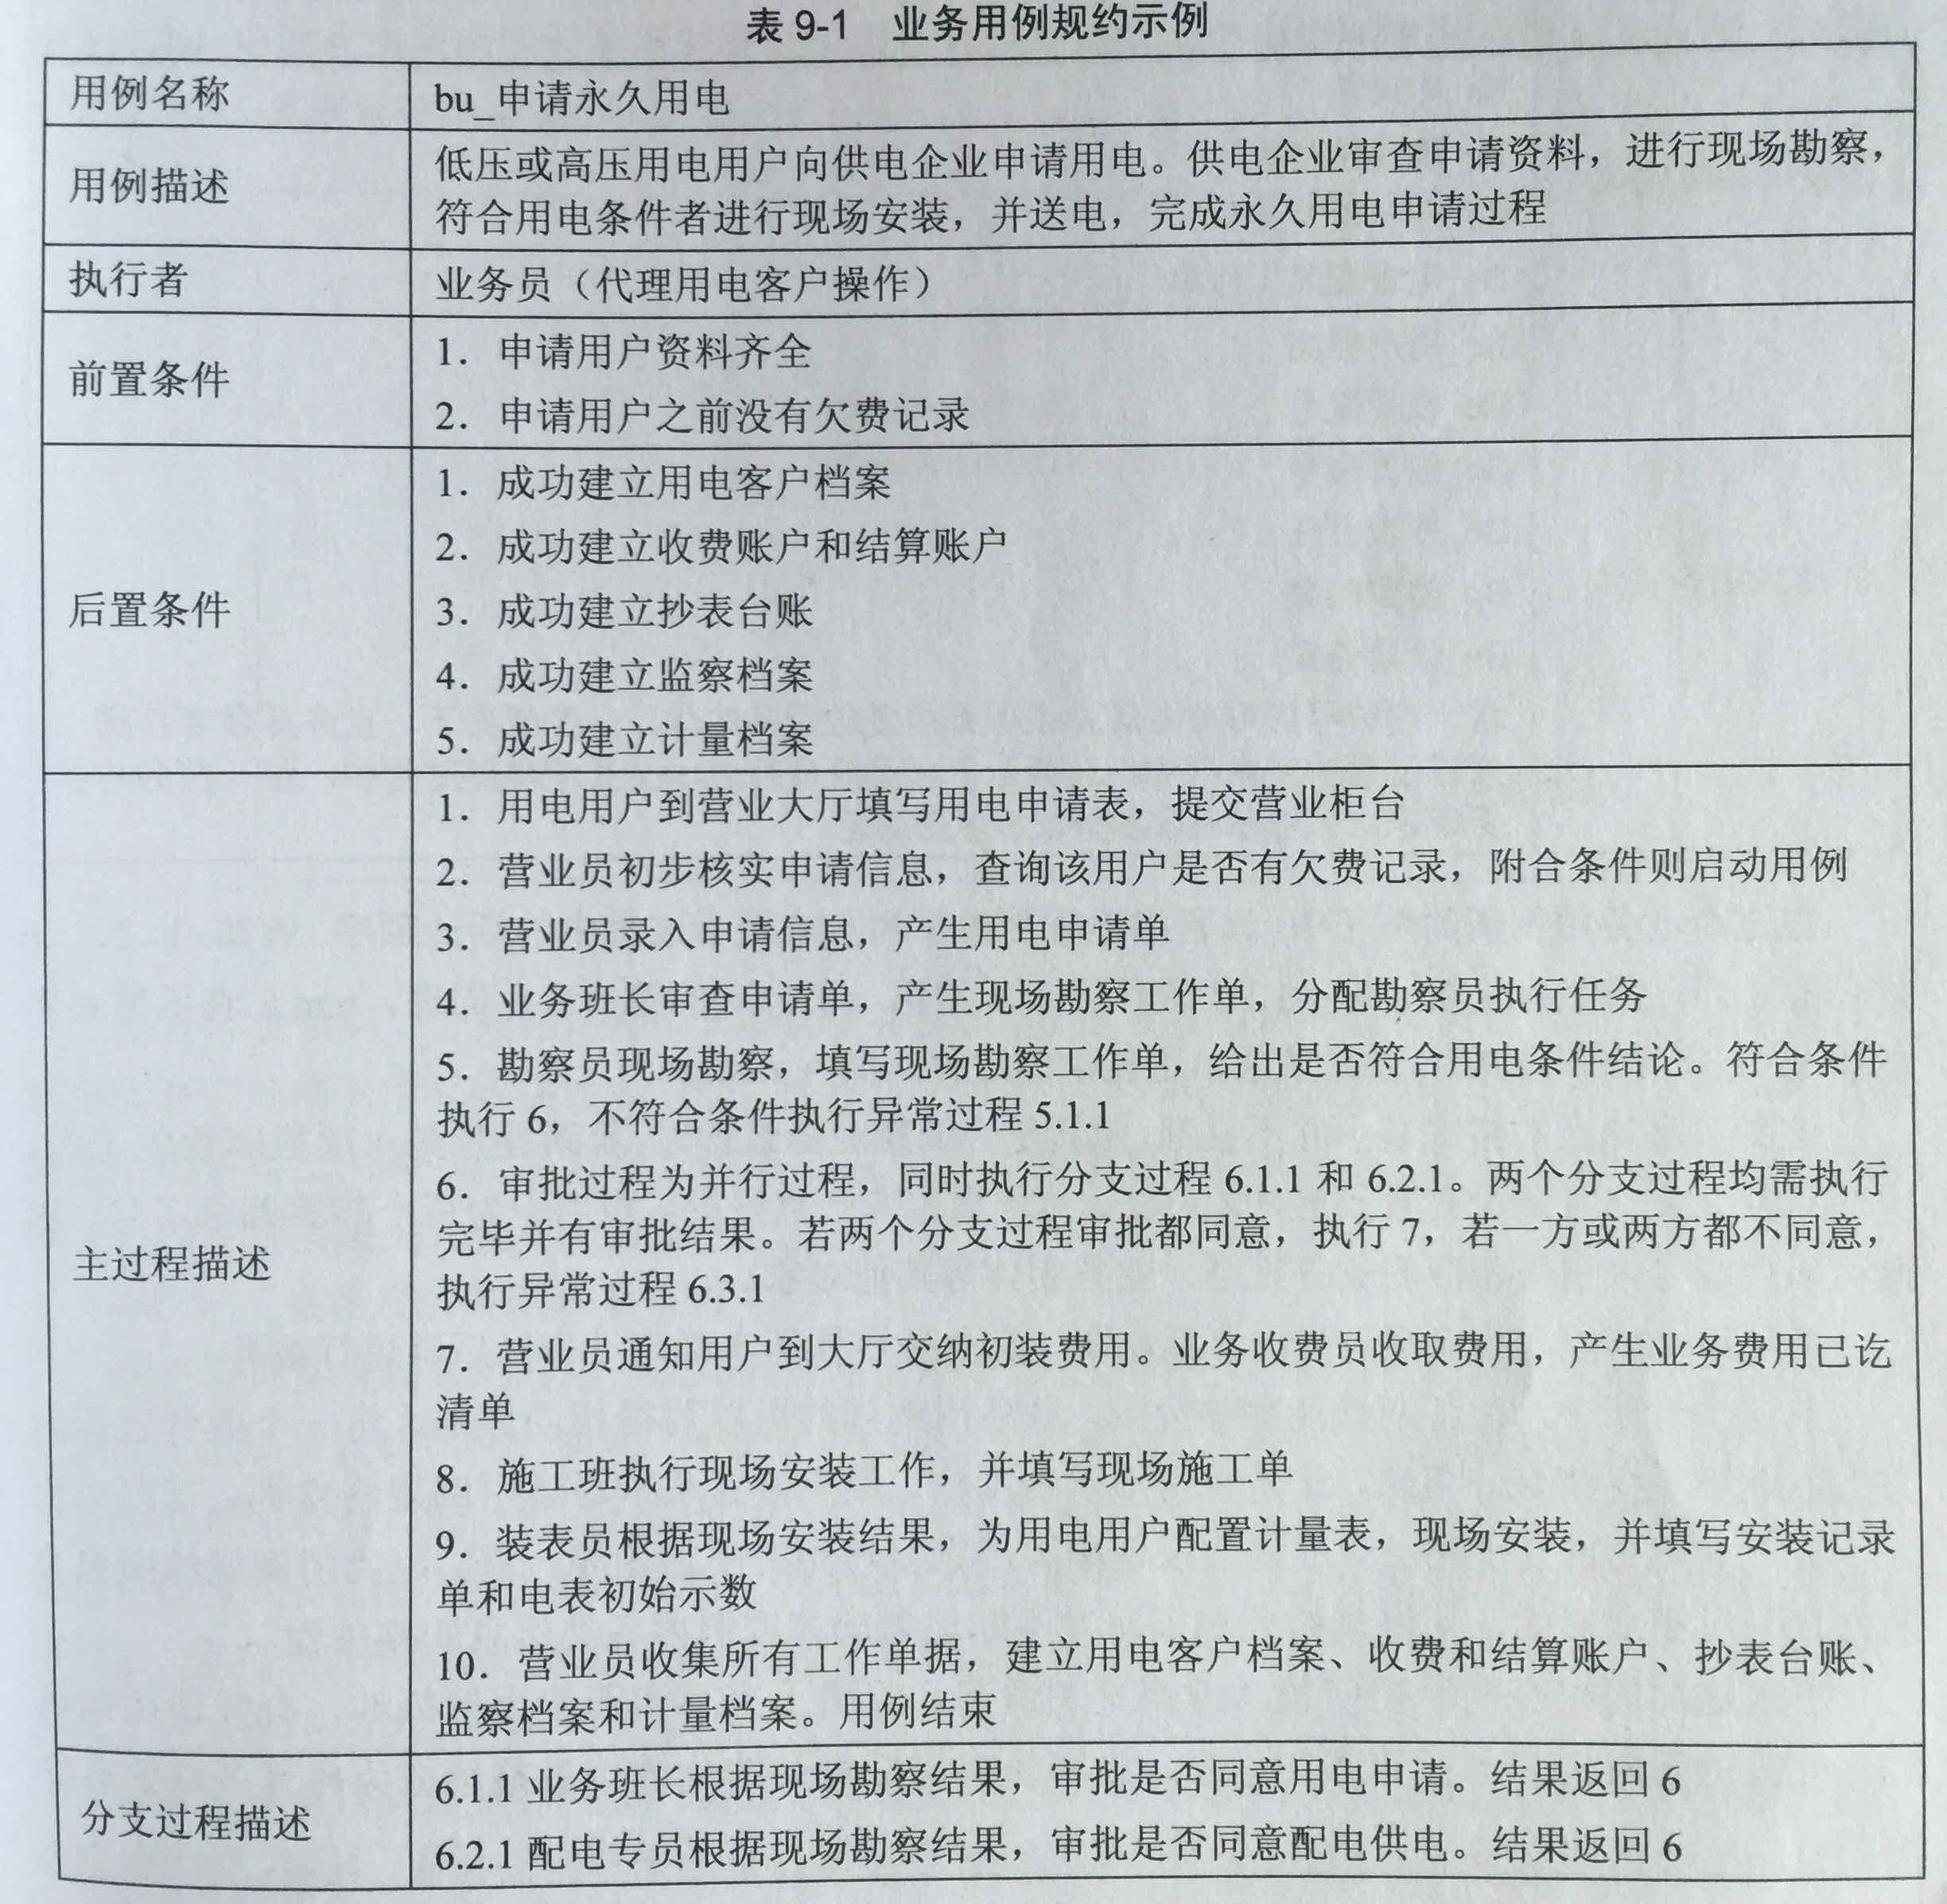 表 9-1 业务用例规约示例
用例名称
bu_申请永久用电
用例描述
低压或高压用电用户向供电企业申请用电。供电企业审查申请资料，进行现场勘察，
符合用电条件者进行现场安装，并送电，完成永久用电申请过程
执行者
业务员（代理用电客户操作）
前置条件
1．申请用户资料齐全
2．申请用户之前没有欠费记录
后置条件
1．成功建立用电客户档案
2．成功建立收费账户和结算账户
3．成功建立抄表台账
4．成功建立监察档案
5．成功建立计量档案
主过程描述
1．用电用户到营业大厅填写用电申请表，提交营业柜台
2．营业员初步核实申请信息，查询该用户是否有欠费记录，附合条件则启动用例
3．营业员录入申请信息，产生用电申请单
4．业务班长审查申请单，产生现场勘察工作单，分配勘察员执行任务
5．勘察员现场勘察，填写现场勘察工作单，给出是否符合用电条件结论。符合条件
执行 6，不符合条件执行异常过程 5.1.1
6．审批过程为并行过程，同时执行分支过程 6.1.1 和 6.2.1。两个分支过程均需执行
完毕并有审批结果。若两个分支过程审批都同意，执行 7，若一方或两方都不同意，
执行异常过程 6.3.1
7．营业员通知用户到大厅交纳初装费用。业务收费员收取费用，产生业务费用已讫
清单
8．施工班执行现场安装工作，并填写现场施工单
9．装表员根据现场安装结果，为用电用户配置计量表，现场安装，并填写安装记录
单和电表初始示数
10．营业员收集所有工作单据，建立用电客户档案、收费和结算账户、抄表台账、
监察档案和计量档案。用例结束
分支过程描述
6.1.1 业务班长根据现场勘察结果，审批是否同意用电申请。结果返回 6
6.2.1 配电专员根据现场勘察结果，审批是否同意配电供电。结果返回 6